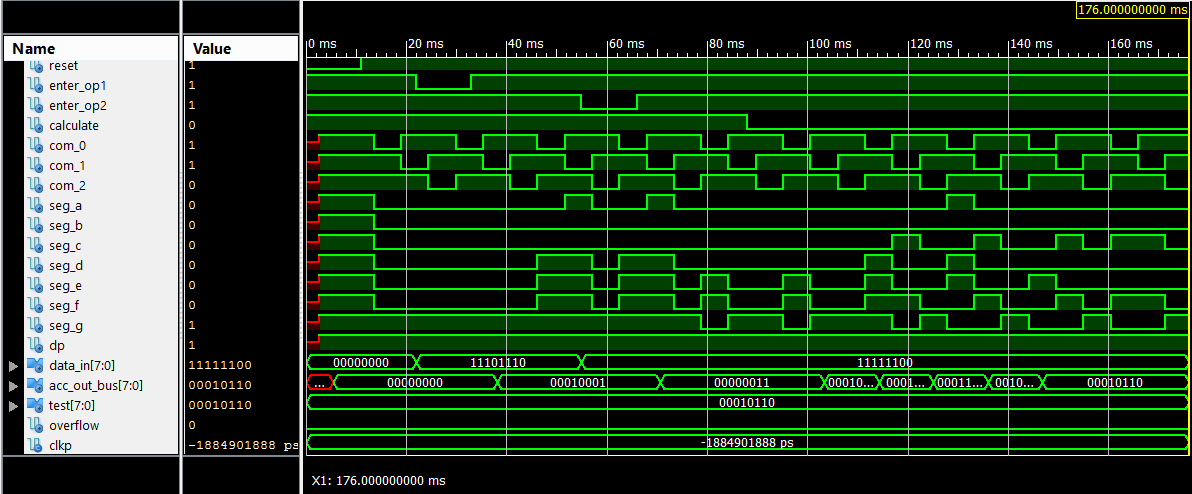 176.000000000 ms
Name Value 0 ms 20 ms 40 ms 60 ms 80 ms 100 ms 120 ms 140 ms 160 ms
reset 1
enter_op1 1
enter_op2 1
calculate 0
com_0 1
com_1 1
com_2 0
seg_a 0
seg_b 0
seg_c 0
seg_d 0
seg_e 0
seg_f 0
seg_g 1
dp 1
data_in[7:0] 11111100 00000000 11101110 11111100
acc_out_bus[7:0] 00010110 ... 00000000 00010001 00000011 00010... 0001... 00011... 0010... 00010110
test[7:0] 00010110 00010110
overflow 0
clkp -1884901888 ps -1884901888 ps
X1: 176.000000000 ms